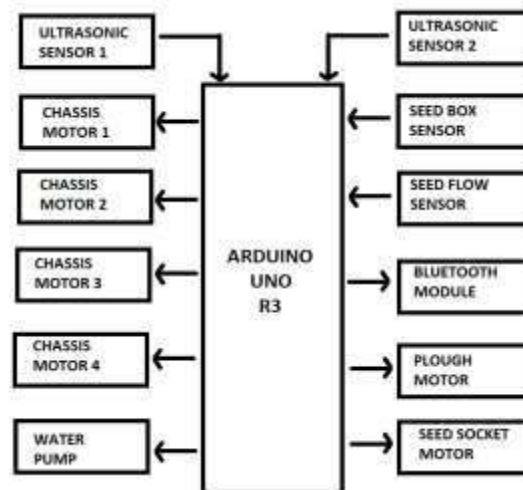 ULTRASONIC
SENSOR 1
CHASSIS
MOTOR 1
CHASSIS
MOTOR 2
CHASSIS
MOTOR 3
CHASSIS
MOTOR 4
WATER
PUMP
ARDUINO
UNO
R3
ULTRASONIC
SENSOR 2
SEED BOX
SENSOR
SEED FLOW
SENSOR
BLUETOOTH
MODULE
PLOUGH
MOTOR
SEED SOCKET
MOTOR